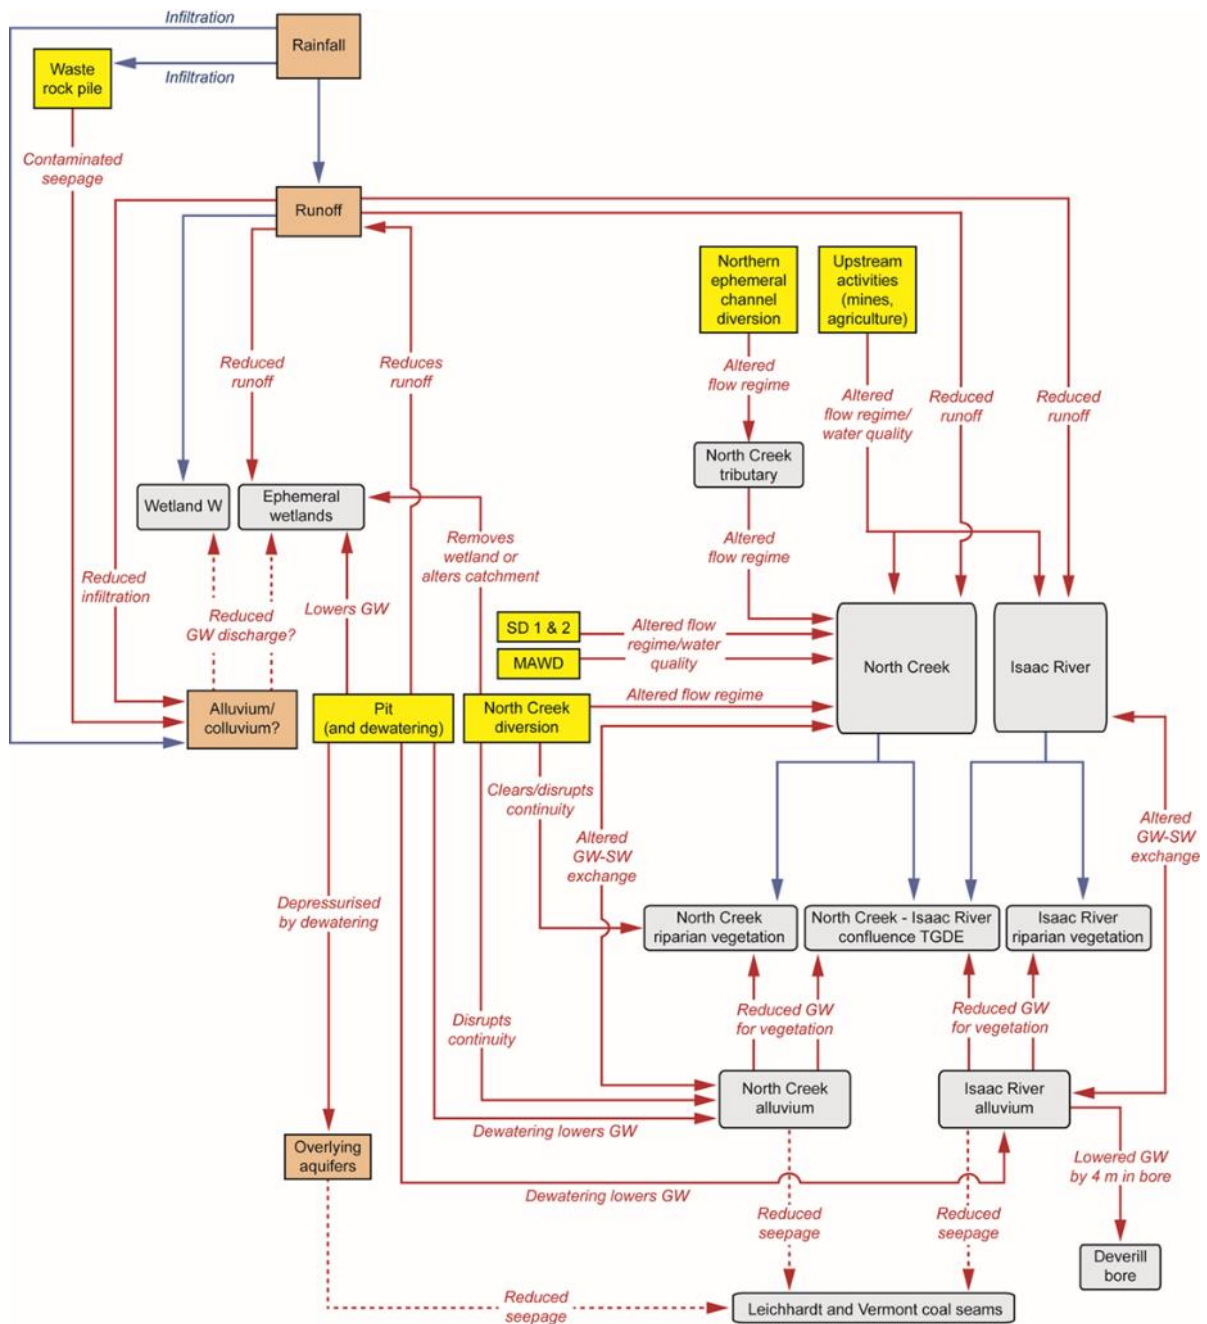 Infiltration
Rainfall
Waste
rock pile
Infiltration
Contaminated
seepage
Runoff
Northern
ephemeral
channel
diversion
Upstream
activities
(mines,
agriculture)
Reduced
runoff
Reduces
runoff
Altered
flow regime
Altered
flow regime/
water quality
Reduced
runoff
Reduced
runoff
North Creek
tributary
Wetland W
Ephemeral
wetlands
Removes
wetland or
alters catchment
Altered
flow regime
Reduced
infiltration
Reduced
GW discharge?
Lowers GW
SD 1 & 2
MAWD
Altered flow
regime/water
quality
North Creek
Isaac River
Alluvium/
colluvium?
Pit
(and dewatering)
North Creek
diversion
Altered flow regime
Clears/disrupts
continuity
Altered
GW-SW
exchange
Altered
GW-SW
exchange
Depressurised
by dewatering
North Creek
riparian vegetation
North Creek - Isaac River
confluence TGDE
Isaac River
riparian vegetation
Disrupts
continuity
Reduced GW
for vegetation
Reduced GW
for vegetation
North Creek
alluvium
Isaac River
alluvium
Dewatering lowers GW
Overlying
aquifers
Dewatering lowers GW
Lowered GW
by 4 m in bore
Reduced
seepage
Reduced
seepage
Deverill
bore
Reduced
seepage
Leichhardt and Vermont coal seams